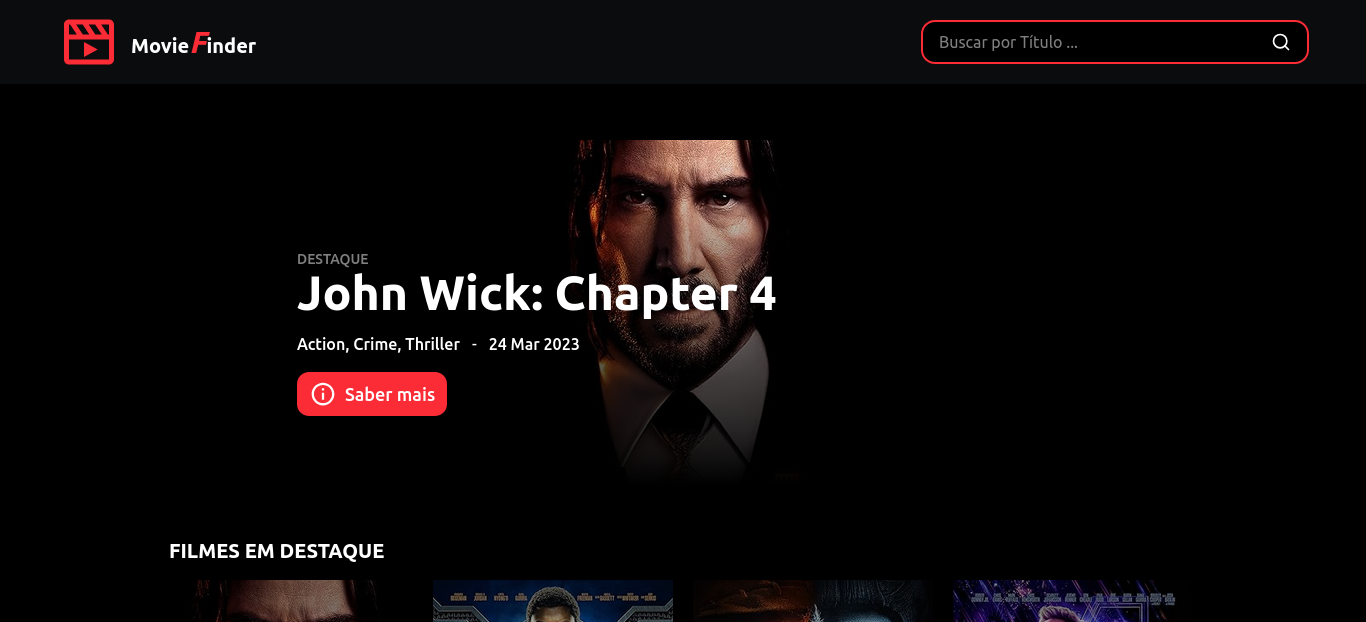 MovieFinder
Buscar por Título ...
DESTAQUE
John Wick: Chapter 4
Action, Crime, Thriller - 24 Mar 2023
Saber mais
FILMES EM DESTAQUE